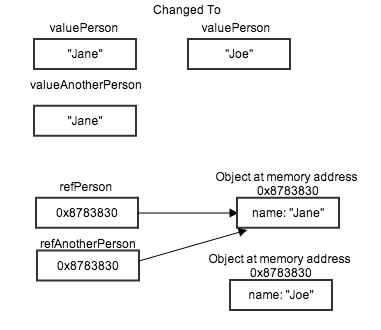 Changed To
valuePerson
valuePerson
"Jane"
"Joe"
valueAnotherPerson
"Jane"
refPerson
Object at memory address
0x8783830
0x8783830
name: "Jane"
refAnotherPerson
0x8783830
Object at memory address
0x8783830
name: "Joe"